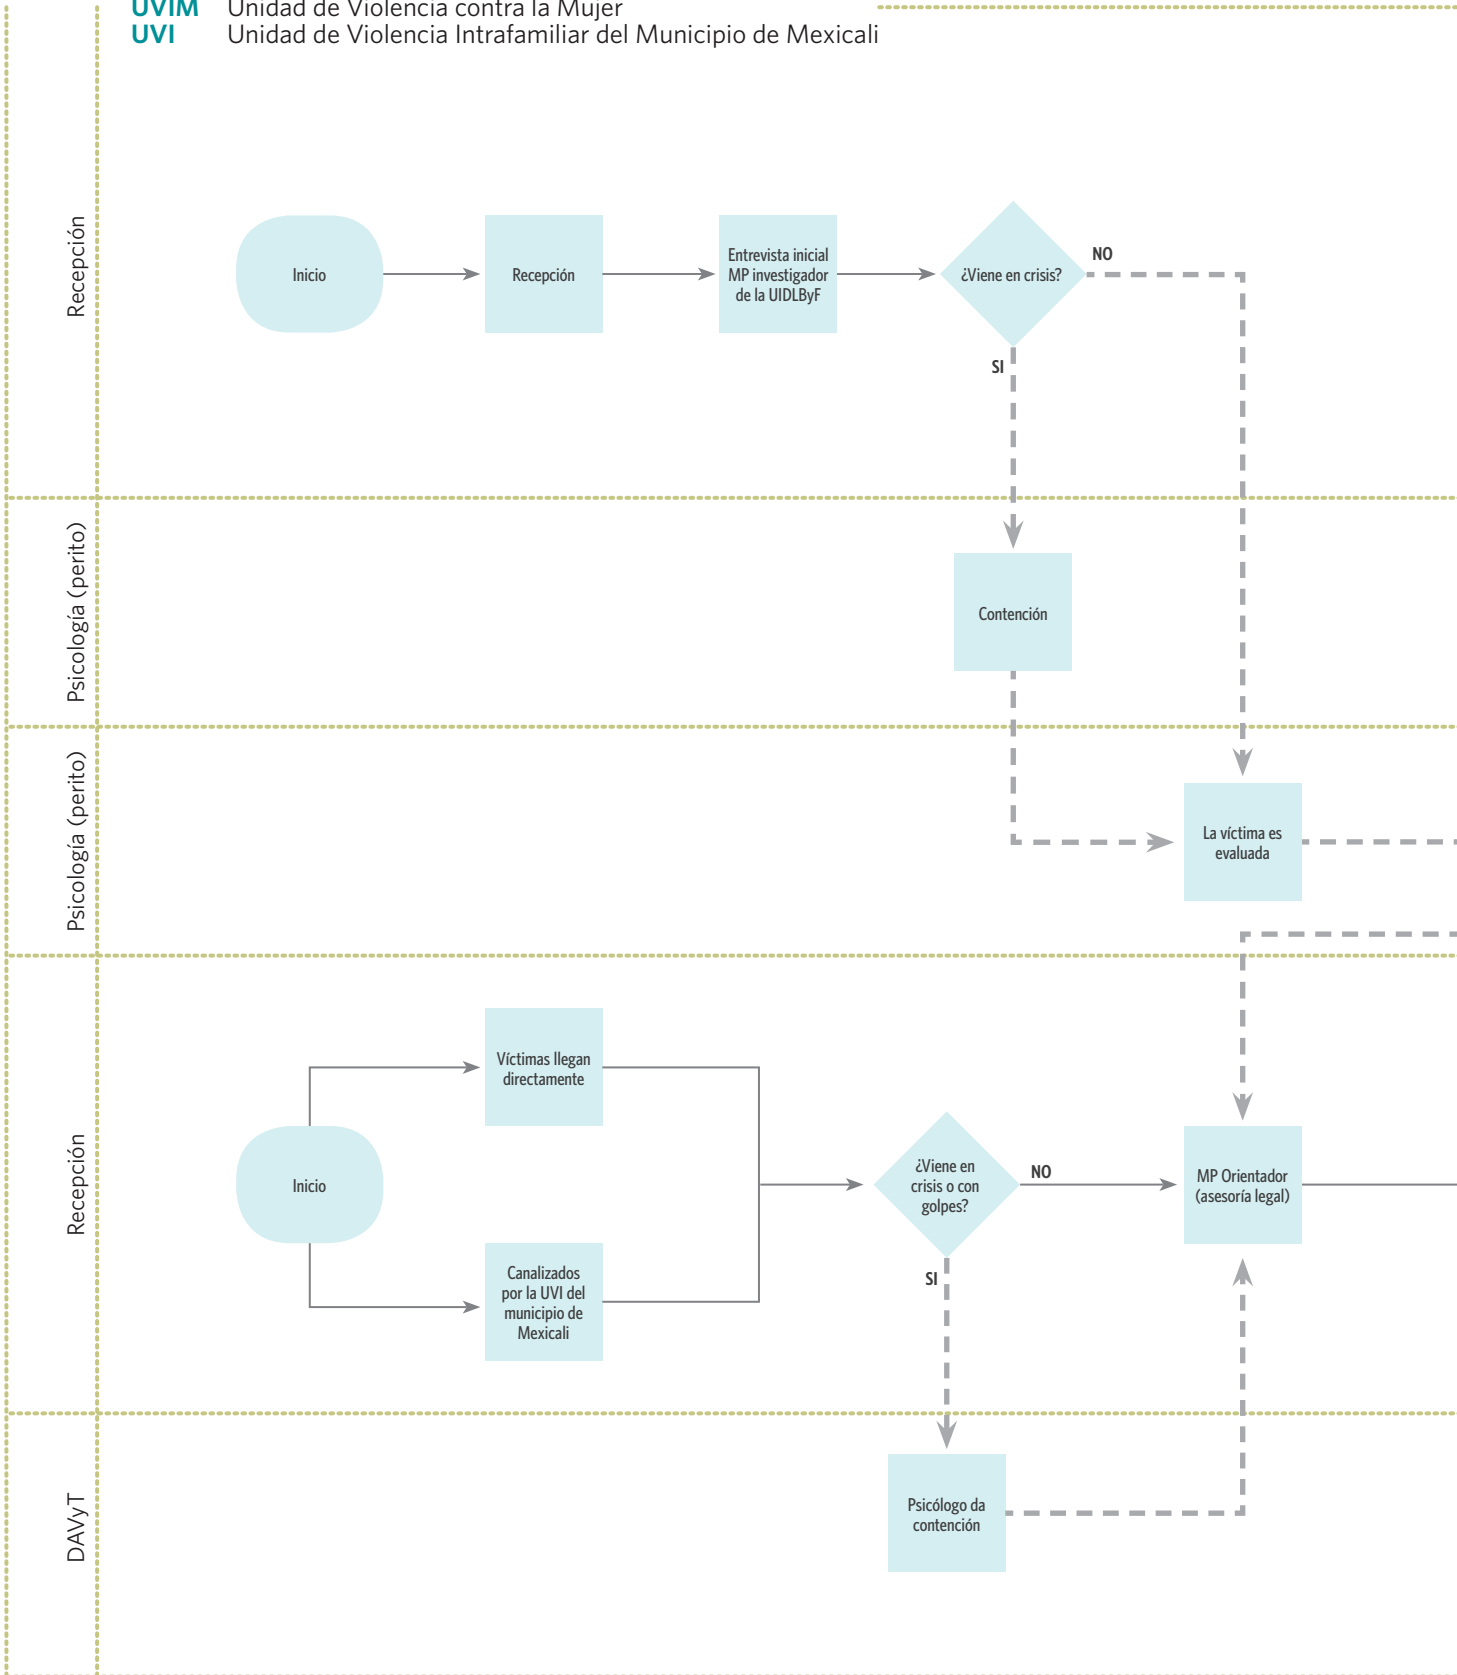 UVIM Unidad de Violencia contra la Mujer
UVI Unidad de Violencia Intrafamiliar del Municipio de Mexicali
Recepción
Inicio
Recepción
Entrevista inicial
MP investigador
de la UIDLByF
¿Viene en crisis?
NO
SI
Psicología (perito)
Contención
Psicología (perito)
La víctima es
evaluada
Recepción
Inicio
Víctimas llegan
directamente
Canalizados
por la UVI del
municipio de
Mexicali
¿Viene en
crisis o con
golpes?
NO
SI
MP Orientador
(asesoría legal)
DAVyT
Psicólogo da
contención